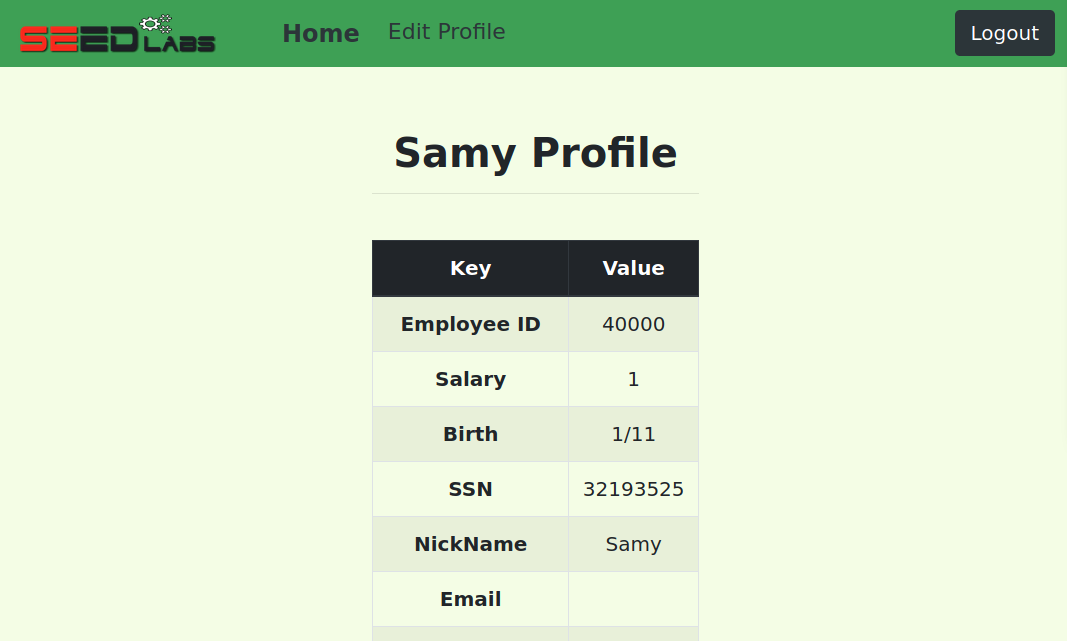 SEED LABS Home Edit Profile Logout
Samy Profile
Key Value
Employee ID 40000
Salary 1
Birth 1/11
SSN 32193525
NickName Samy
Email